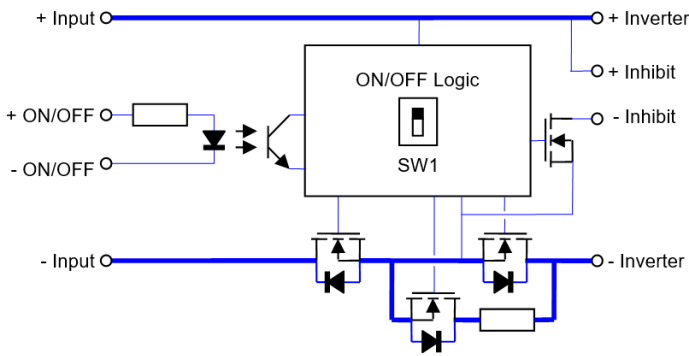 + Input
+ Inverter
+ Inhibit
ON/OFF Logic
+ ON/OFF
- Inhibit
SW1
- ON/OFF
- Input
- Inverter